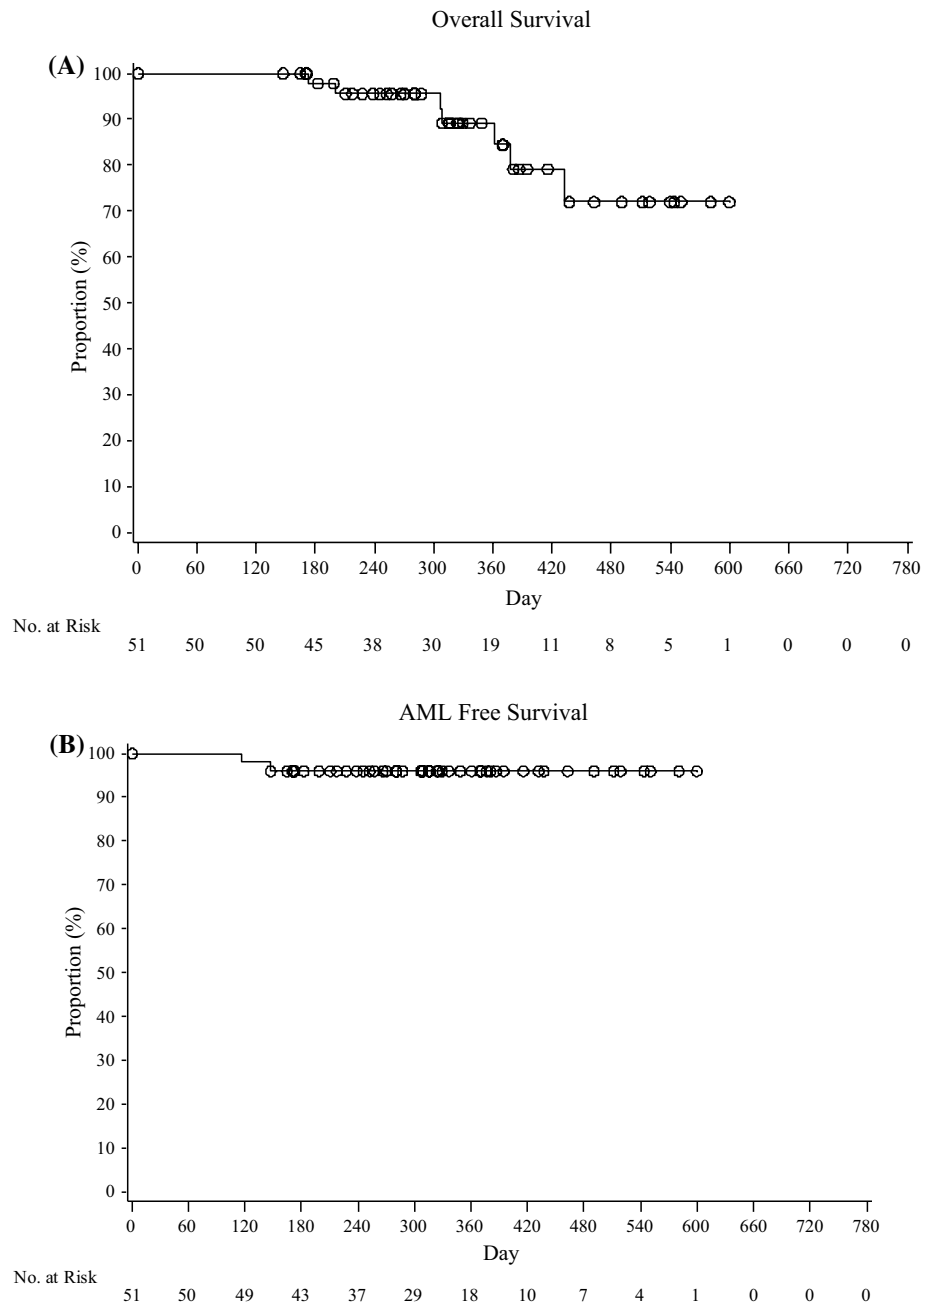 Overall Survival
(A)
100
90
80
70
60
50
40
30
20
10
0
Proportion (%)
0 60 120 180 240 300 360 420 480 540 600 660 720 780
Day
No. at Risk
51 50 50 45 38 30 19 11 8 5 1 0 0 0
AML Free Survival
(B)
100
90
80
70
60
50
40
30
20
10
0
Proportion (%)
0 60 120 180 240 300 360 420 480 540 600 660 720 780
Day
No. at Risk
51 50 49 43 37 29 18 10 7 4 1 0 0 0